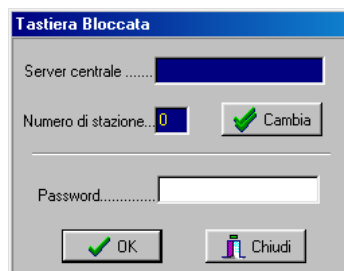 Tastiera Bloccata
Server centrale .......
Numero di stazione... 0 Cambia
Password..............
OK Chiudi